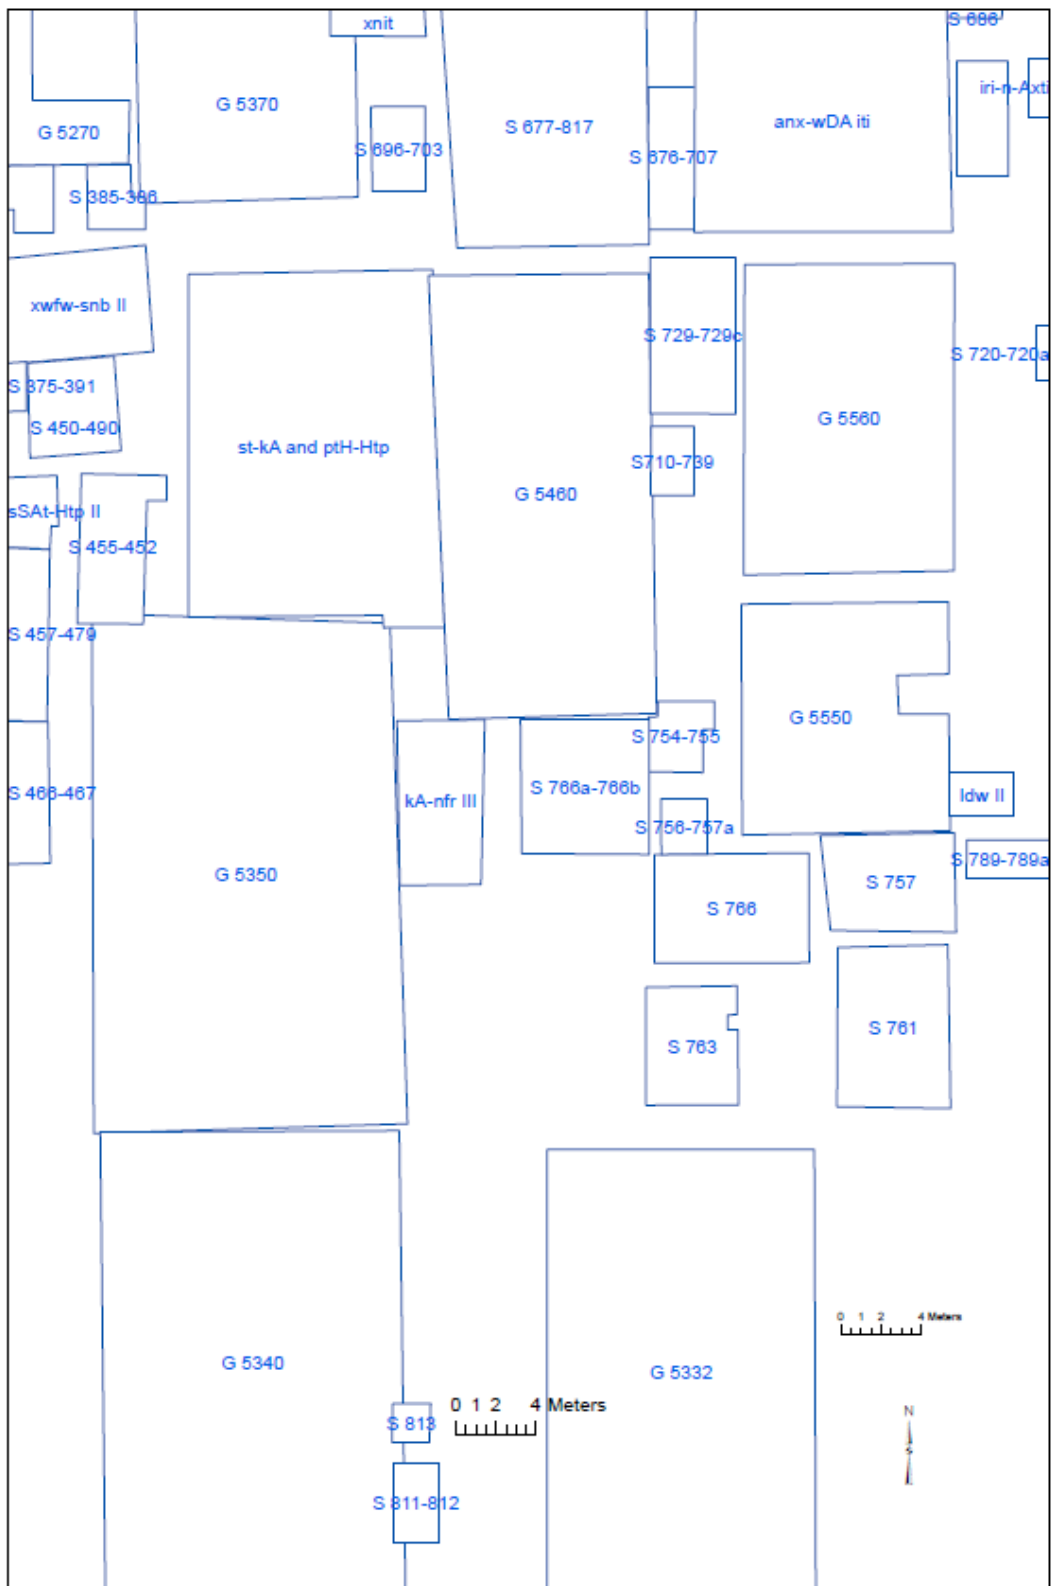 xnit
S 686
iri-n-Axti
G 5370
anx-wDA iti
S 677-817
G 5270
S 696-703
S 676-707
S 385-386
xwfw-snb II
S 729-729c
S 720-720a
S 375-391
G 5560
S 450-490
st-kA and ptH-Htp
S710-739
G 5460
sSAt-Htp II
S 455-452
S 457-479
G 5550
S 754-755
S 766a-766b
S 466-467
Idw II
kA-nfr III
S 756-757a
S 789-789a
G 5350
S 757
S 766
S 761
S 763
0 1 2 4 Meters
G 5340
G 5332
0 1 2 4 Meters
N
S
S 813
S 811-812